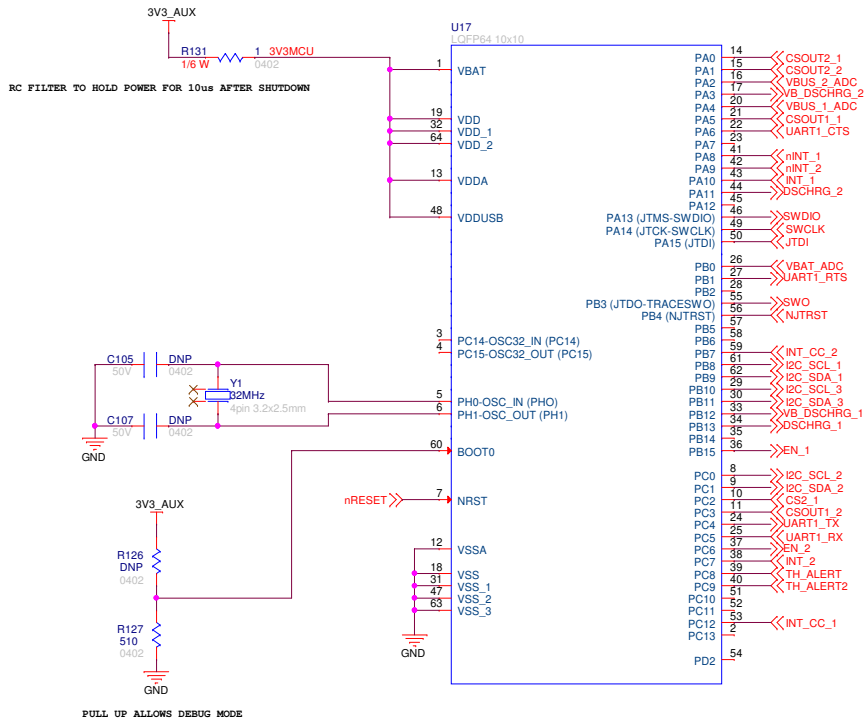 3V3_AUX
R131
1/6 W
1
3V3MCU
0402
RC FILTER TO HOLD POWER FOR 10us AFTER SHUTDOWN
U17
LQFP64 10x10
1 VBAT
19 VDD
32 VDD_1
64 VDD_2
13 VDDA
48 VDDUSB
3 PC14-OSC32_IN (PC14)
4 PC15-OSC32_OUT (PC15)
5 PH0-OSC_IN (PHO)
6 PH1-OSC_OUT (PH1)
60 BOOT0
nRESET 7 NRST
12 VSSA
18 VSS
31 VSS_1
47 VSS_2
63 VSS_3
GND
PA0 14 CSOUT2_1
PA1 15 CSOUT2_2
PA2 16 VBUS_2_ADC
PA3 17 VB_DSCHRG_2
PA4 20 VBUS_1_ADC
PA5 21 CSOUT1_1
PA6 22 UART1_CTS
PA7 23
PA8 41 nINT_1
PA9 42 nINT_2
PA10 43 INT_1
PA11 44 DSCHRG_2
PA12 45
PA13 (JTMS-SWDIO) 46 SWDIO
PA14 (JTCK-SWCLK) 49 SWCLK
PA15 (JTDI) 50 JTDI
PB0 26 VBAT_ADC
PB1 27 UART1_RTS
PB2 28
PB3 (JTDO-TRACESWO) 55 SWO
PB4 (NJTRST) 56 NJTRST
PB5 57
PB6 58
PB7 59 INT_CC_2
PB8 61 I2C_SCL_1
PB9 62 I2C_SDA_1
PB10 29 I2C_SCL_3
PB11 30 I2C_SDA_3
PB12 33 VB_DSCHRG_1
PB13 34 DSCHRG_1
PB14 35
PB15 36 EN_1
PC0 8 I2C_SCL_2
PC1 9 I2C_SDA_2
PC2 10 CS2_1
PC3 11 CSOUT1_2
PC4 24 UART1_TX
PC5 25 UART1_RX
PC6 37 EN_2
PC7 38 INT_2
PC8 39 TH_ALERT
PC9 40 TH_ALERT2
PC10 51
PC11 52
PC12 53 INT_CC_1
PC13 2
PD2 54
C105 DNP
50V 0402
Y1
32MHz
4pin 3.2x2.5mm
C107 DNP
50V 0402
GND
3V3_AUX
R126
DNP
0402
R127
510
0402
GND
PULL UP ALLOWS DEBUG MODE